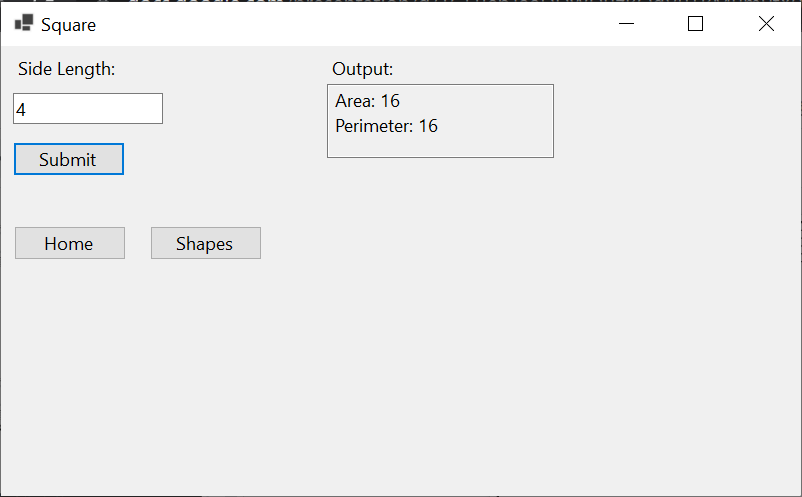 Square
Side Length:
4
Submit
Output:
Area: 16
Perimeter: 16
Home
Shapes